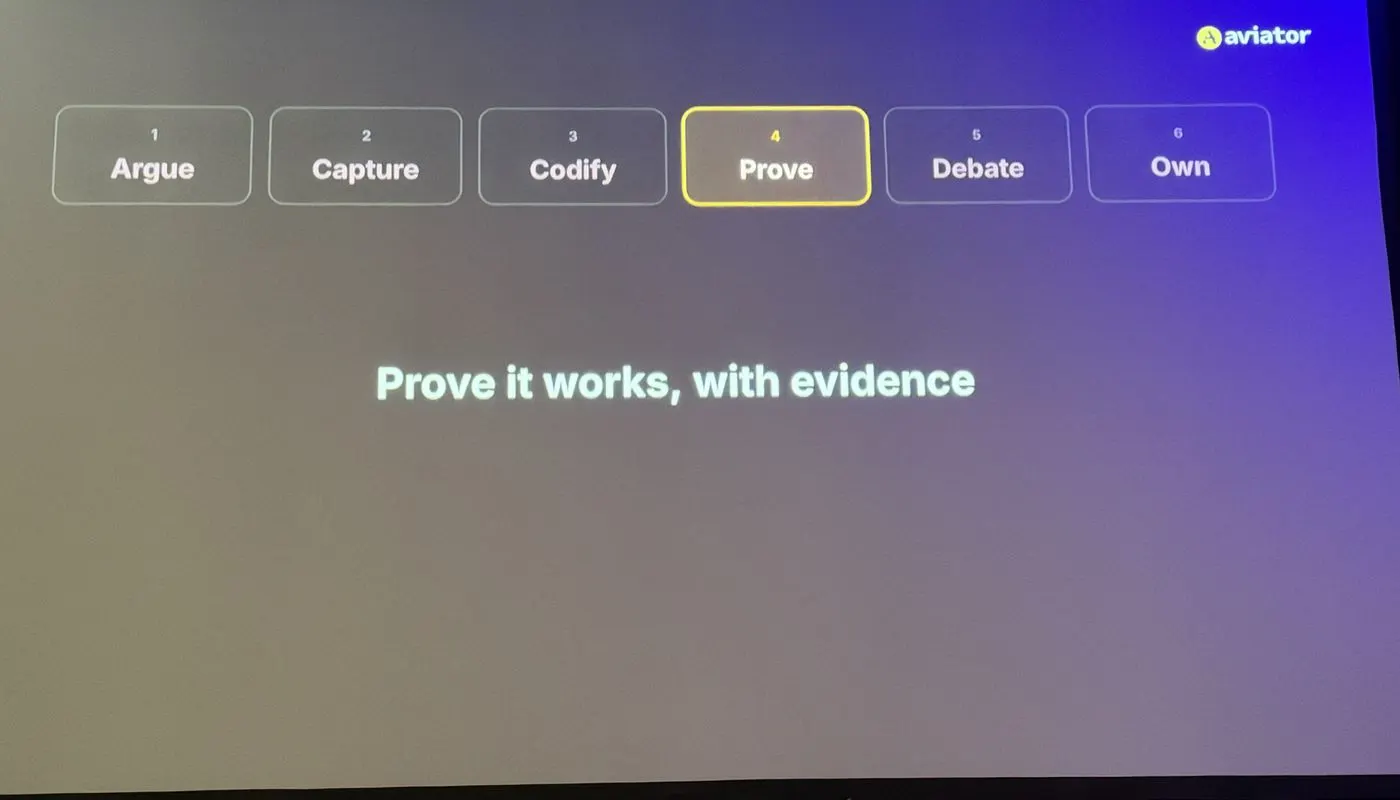 aviator
1
Argue
2
Capture
3
Codify
4
Prove
5
Debate
6
Own
Prove it works, with evidence